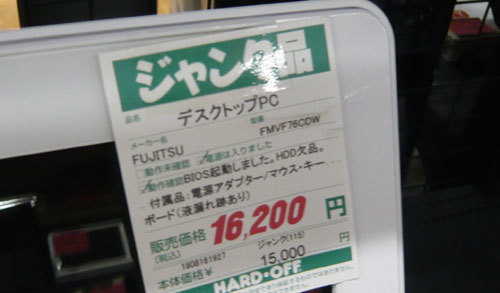 ジャンク品
品名 デスクトップPC
メーカー名 型番
FUJITSU FMVF76CDW
動作未確認 電源は入りました
動作確認 BIOS起動しました。HDD欠品。
付属品:電源アダプター/マウス・キー
ボード(液漏れ跡あり)
販売価格 16,200 円
(税込)
1808161927 ジャンク(115)
本体価格¥ 15,000 円
HARD・OFF